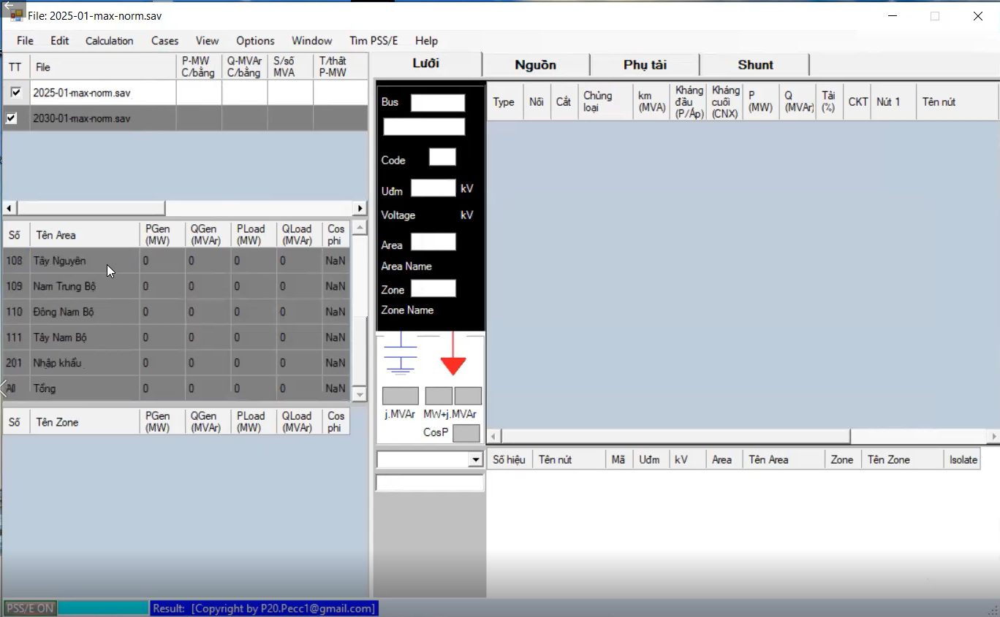 File: 2025-01-max-norm.sav
File Edit Calculation Cases View Options Window Tim PSS/E Help
TT File P-MW C/bằng Q-MVAr C/bằng S/số MVA T/thất P-MW
2025-01-max-norm.sav
2030-01-max-norm.sav
Số Tên Area PGen (MW) QGen (MVAr) PLoad (MW) QLoad (MVAr) Cos phi
108 Tây Nguyên 0 0 0 0 NaN
109 Nam Trung Bộ 0 0 0 0 NaN
110 Đông Nam Bộ 0 0 0 0 NaN
111 Tây Nam Bộ 0 0 0 0 NaN
201 Nhập khẩu 0 0 0 0 NaN
All Tổng 0 0 0 0 NaN
Số Tên Zone PGen (MW) QGen (MVAr) PLoad (MW) QLoad (MVAr) Cos phi
Lưới Nguồn Phụ tải Shunt
Bus
Code
Uđm kV
Voltage kV
Area
Area Name
Zone
Zone Name
j.MVAr MW+j.MVAr
CosP
Type Nối Cắt Chủng loại km (MVA) Kháng đầu (P/Áp) Kháng cuối (CNX) P (MW) Q (MVAr) Tải (%) CKT Nút 1 Tên nút
Số hiệu Tên nút Mã Uđm kV Area Tên Area Zone Tên Zone Isolate
PSS/E ON Result: [Copyright by P20.Pecc1@gmail.com]